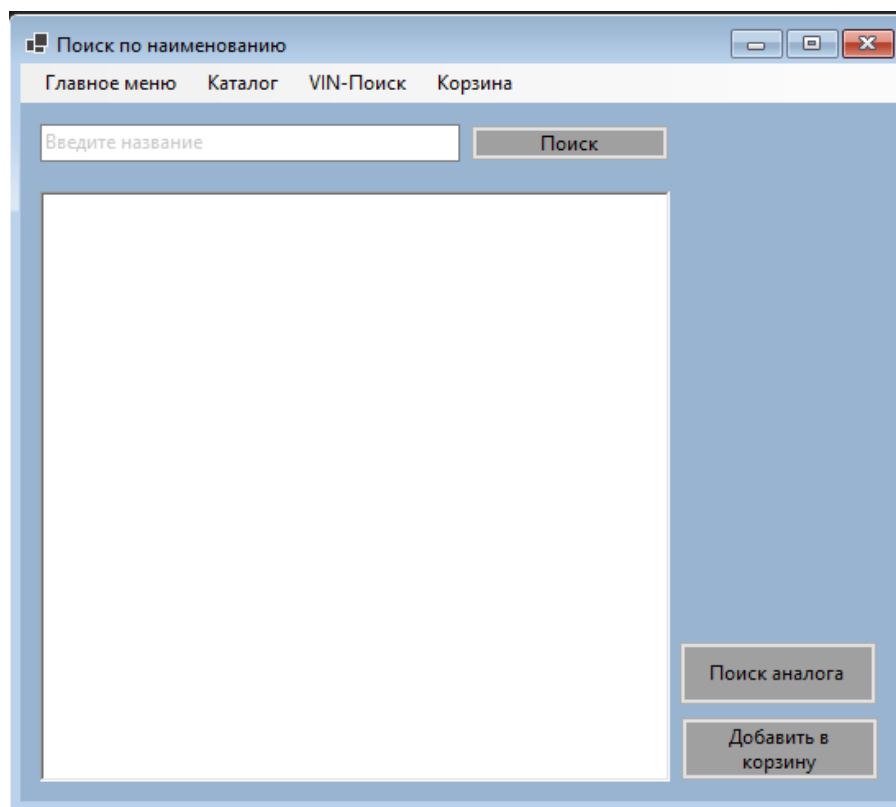 Поиск по наименованию
Главное меню Каталог VIN-Поиск Корзина
Введите название Поиск
Поиск аналога
Добавить в
корзину